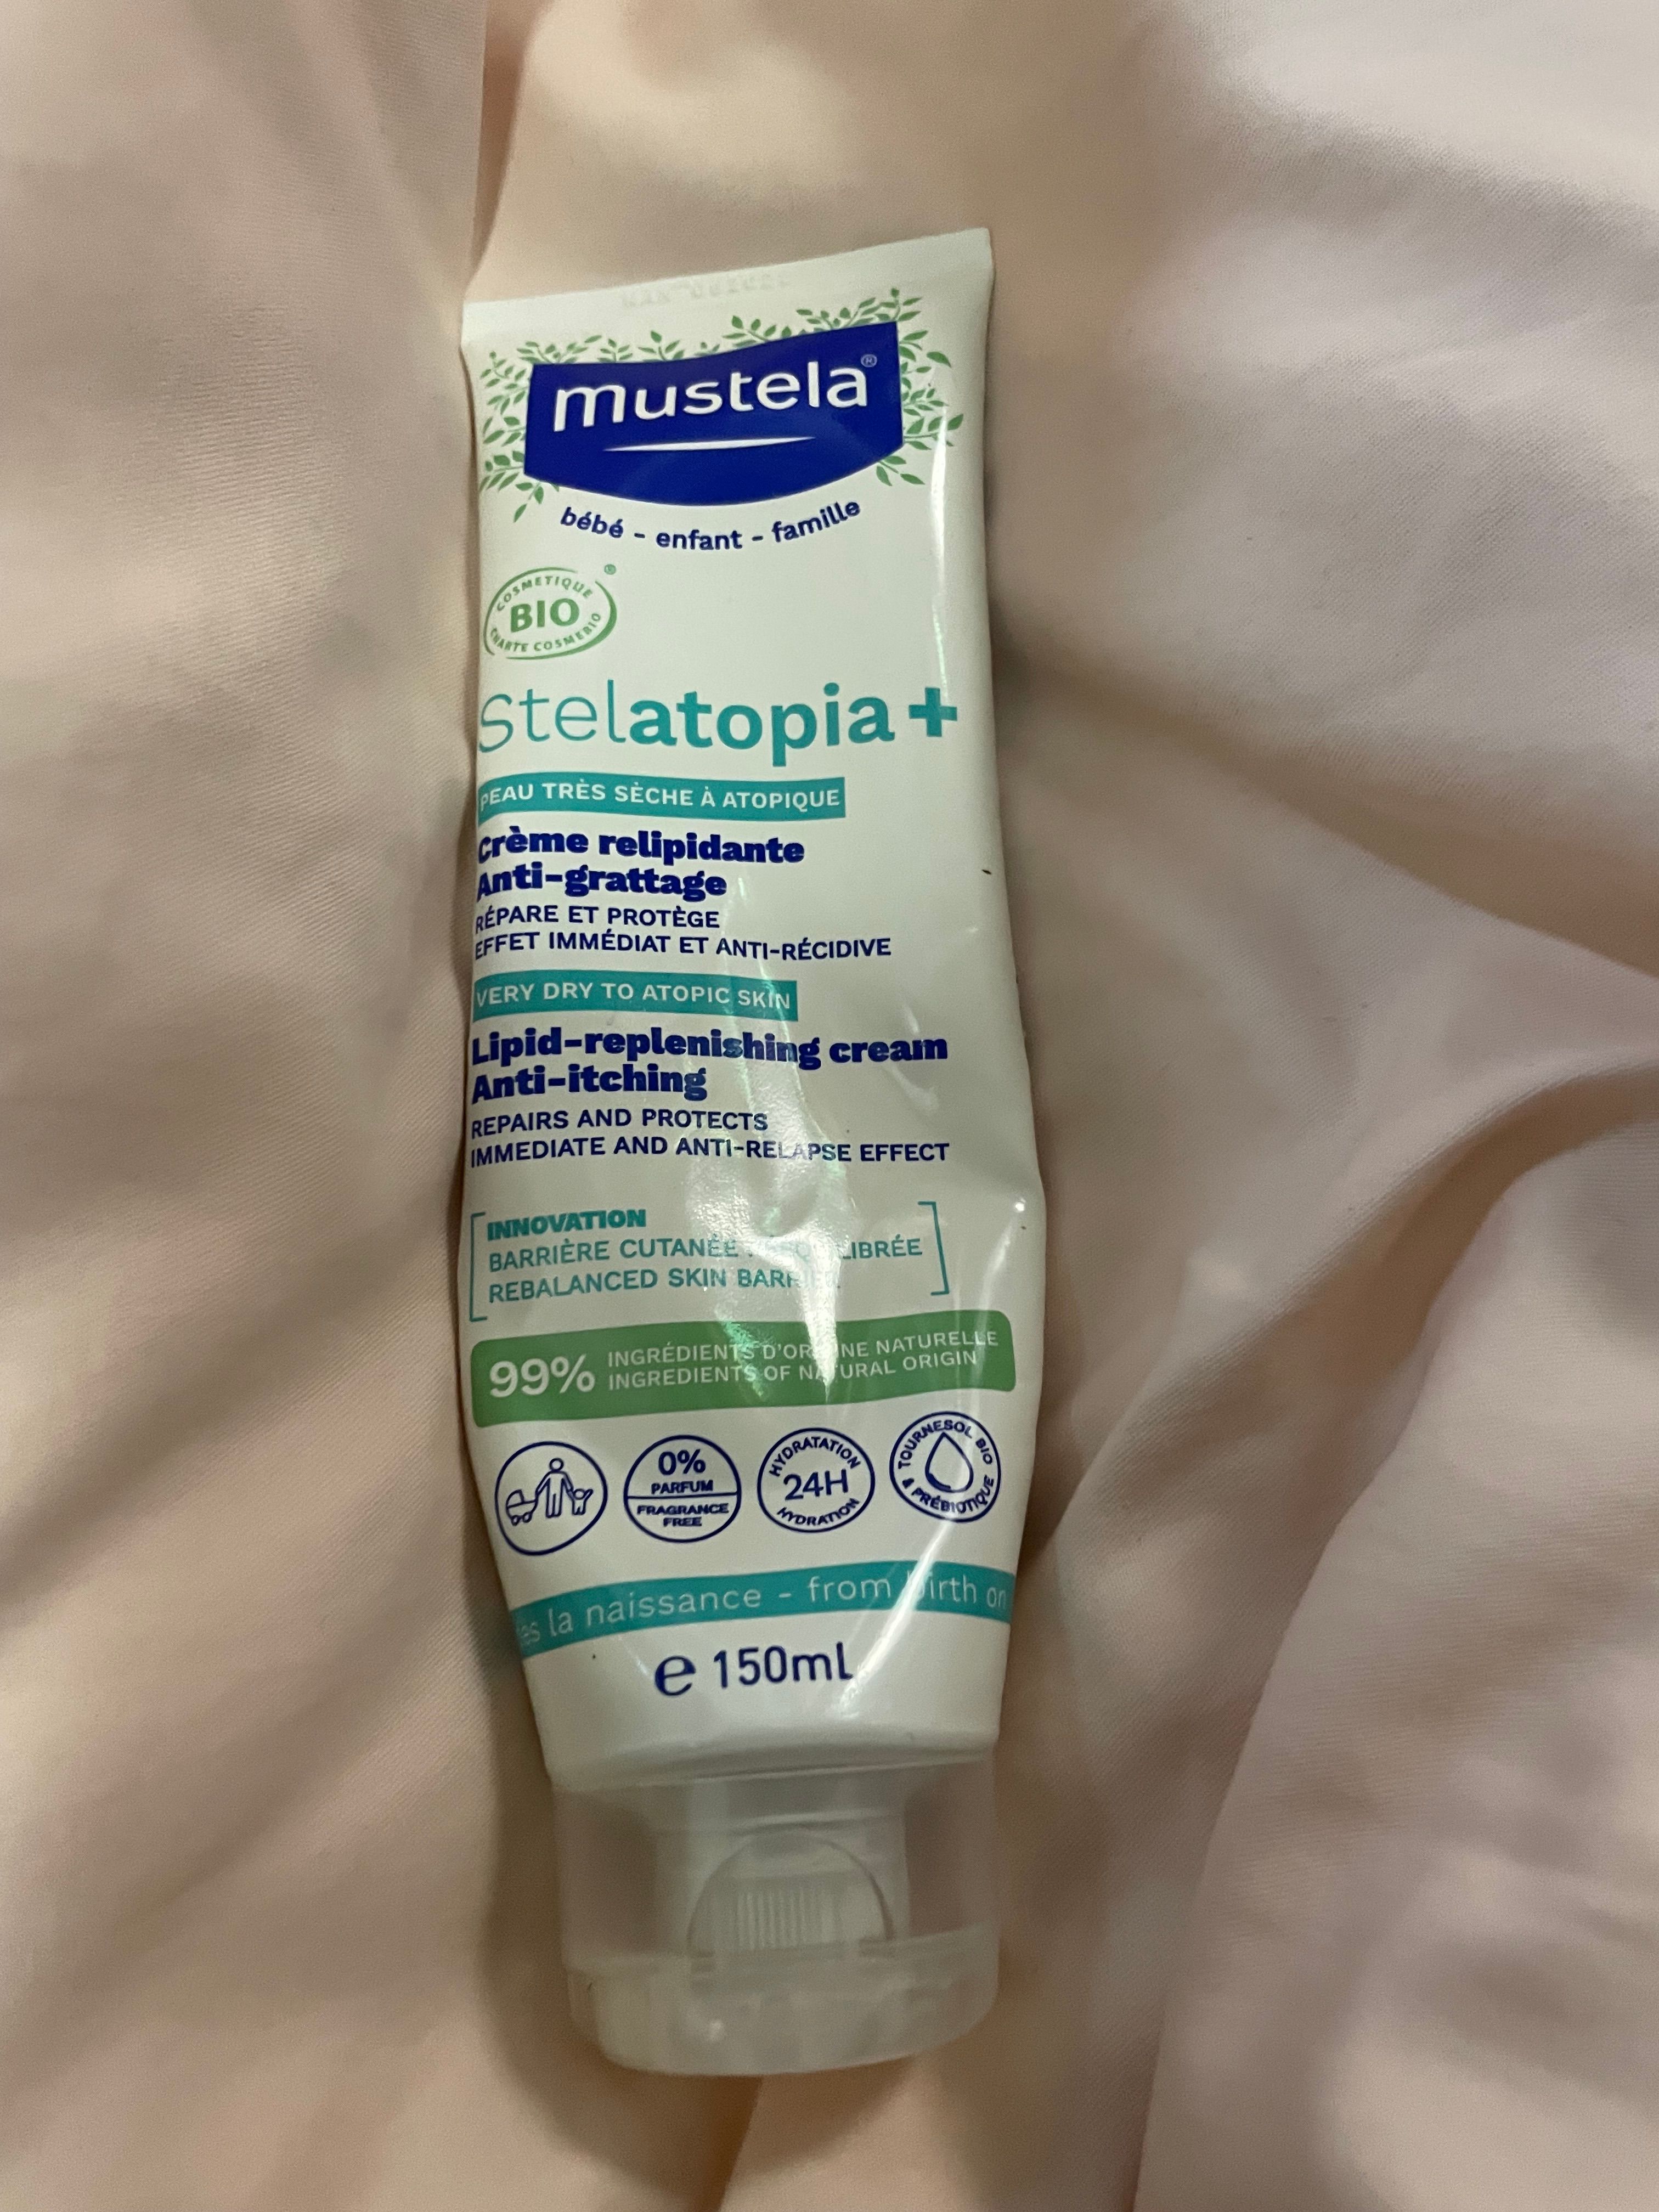 mustela®
bébé - enfant - famille
®
COSMETIQUE
BIO
CHARTE COSMEBIO
stelatopia+
PEAU TRÈS SÈCHE À ATOPIQUE
Crème relipidante
Anti-grattage
RÉPARE ET PROTÈGE
EFFET IMMÉDIAT ET ANTI-RÉCIDIVE
VERY DRY TO ATOPIC SKIN
Lipid-replenishing cream
Anti-itching
REPAIRS AND PROTECTS
IMMEDIATE AND ANTI-RELAPSE EFFECT
INNOVATION
BARRIÈRE CUTANÉE RÉÉQUILIBRÉE
REBALANCED SKIN BARRIER
99% INGRÉDIENTS D'ORIGINE NATURELLE
INGREDIENTS OF NATURAL ORIGIN
0%
PARFUM
FRAGRANCE
FREE
HYDRATATION
24H
HYDRATION
TOURNESOL BIO
& PRÉBIOTIQUE
dès la naissance - from birth on
e 150mL